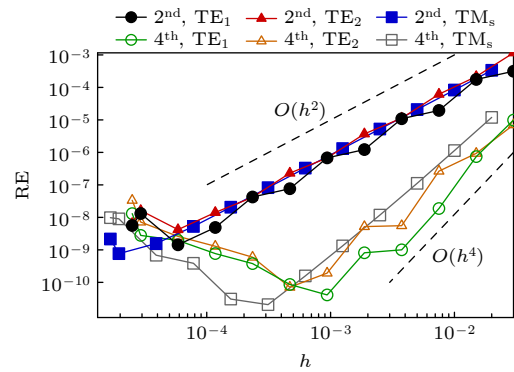 2ⁿᵈ, TE₁ 2ⁿᵈ, TE₂ 2ⁿᵈ, TMₛ
4ᵗʰ, TE₁ 4ᵗʰ, TE₂ 4ᵗʰ, TMₛ
10⁻³
10⁻⁴
10⁻⁵
10⁻⁶
10⁻⁷
10⁻⁸
10⁻⁹
10⁻¹⁰
RE
O(h²)
O(h⁴)
10⁻⁴ 10⁻³ 10⁻²
h